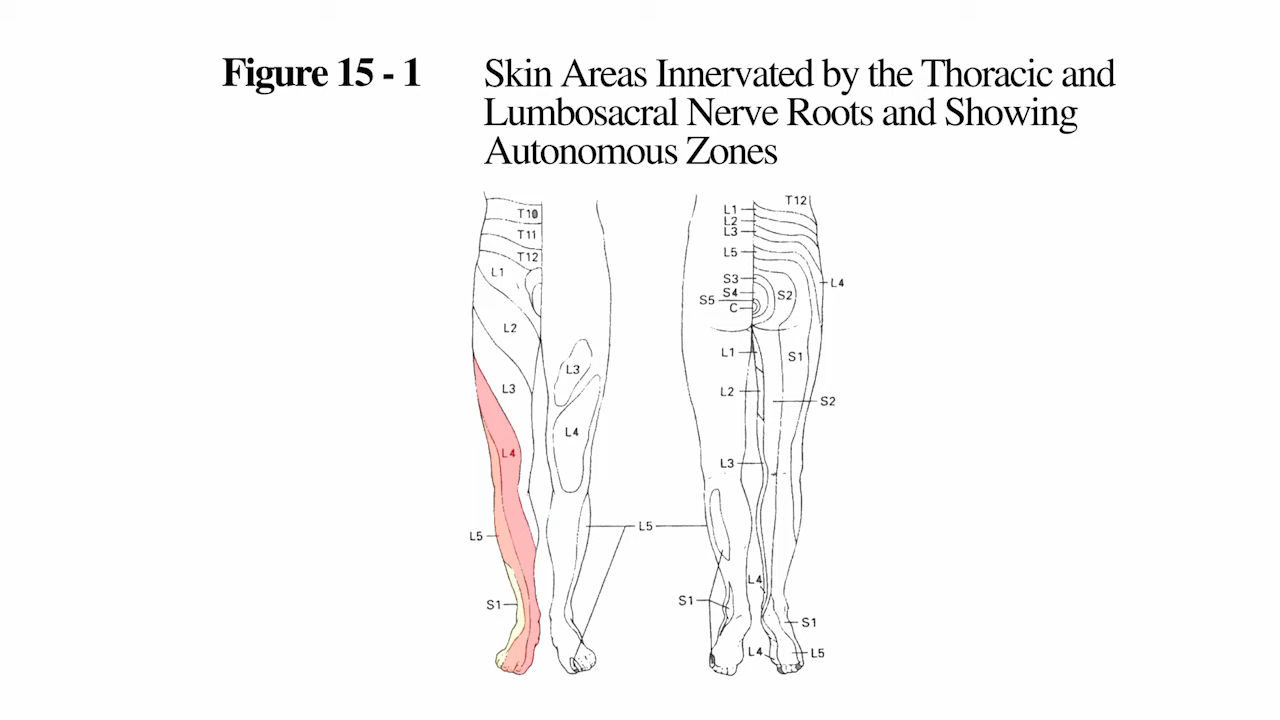 Figure 15 - 1
Skin Areas Innervated by the Thoracic and
Lumbosacral Nerve Roots and Showing
Autonomous Zones
T10
T11
T12
L1
L2
L3
L4
L5
S1
L3
L4
L5
T12
L1
L2
L3
L5
S3
S4
S5
C
S2
L4
L1
S1
L2
S2
L3
L4
S1
S1
L4
L5